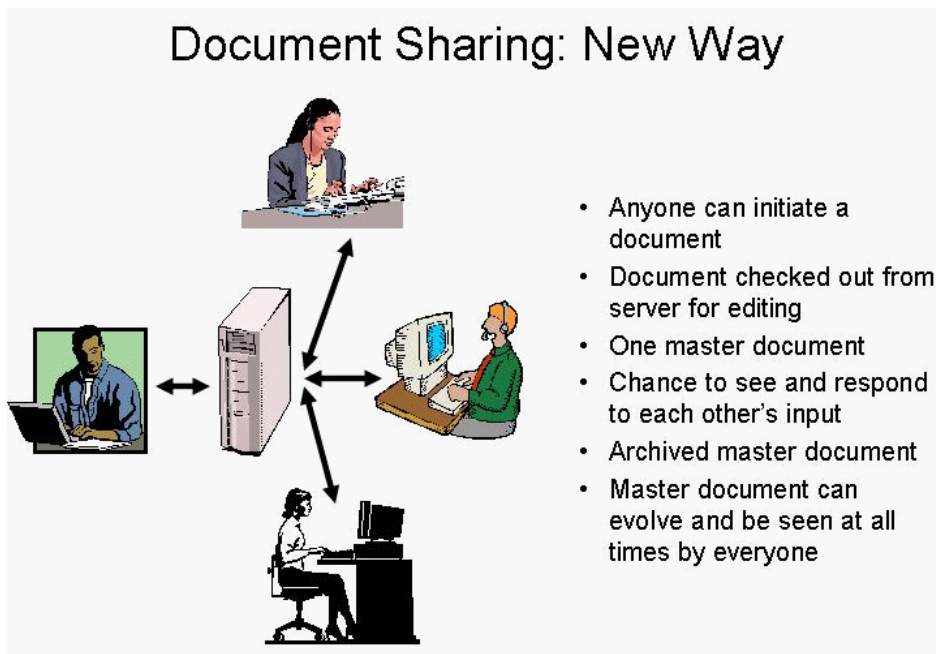 Document Sharing: New Way
• Anyone can initiate a
document
• Document checked out from
server for editing
• One master document
• Chance to see and respond
to each other's input
• Archived master document
• Master document can
evolve and be seen at all
times by everyone